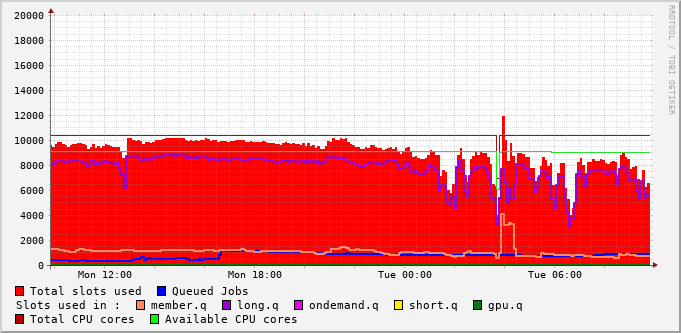 20000
18000
16000
14000
12000
10000
8000
6000
4000
2000
0
Mon 12:00 Mon 18:00 Tue 00:00 Tue 06:00
Total slots used Queued Jobs
Slots used in : member.q long.q ondemand.q short.q gpu.q
Total CPU cores Available CPU cores
RRDTOOL / TOBI OETIKER